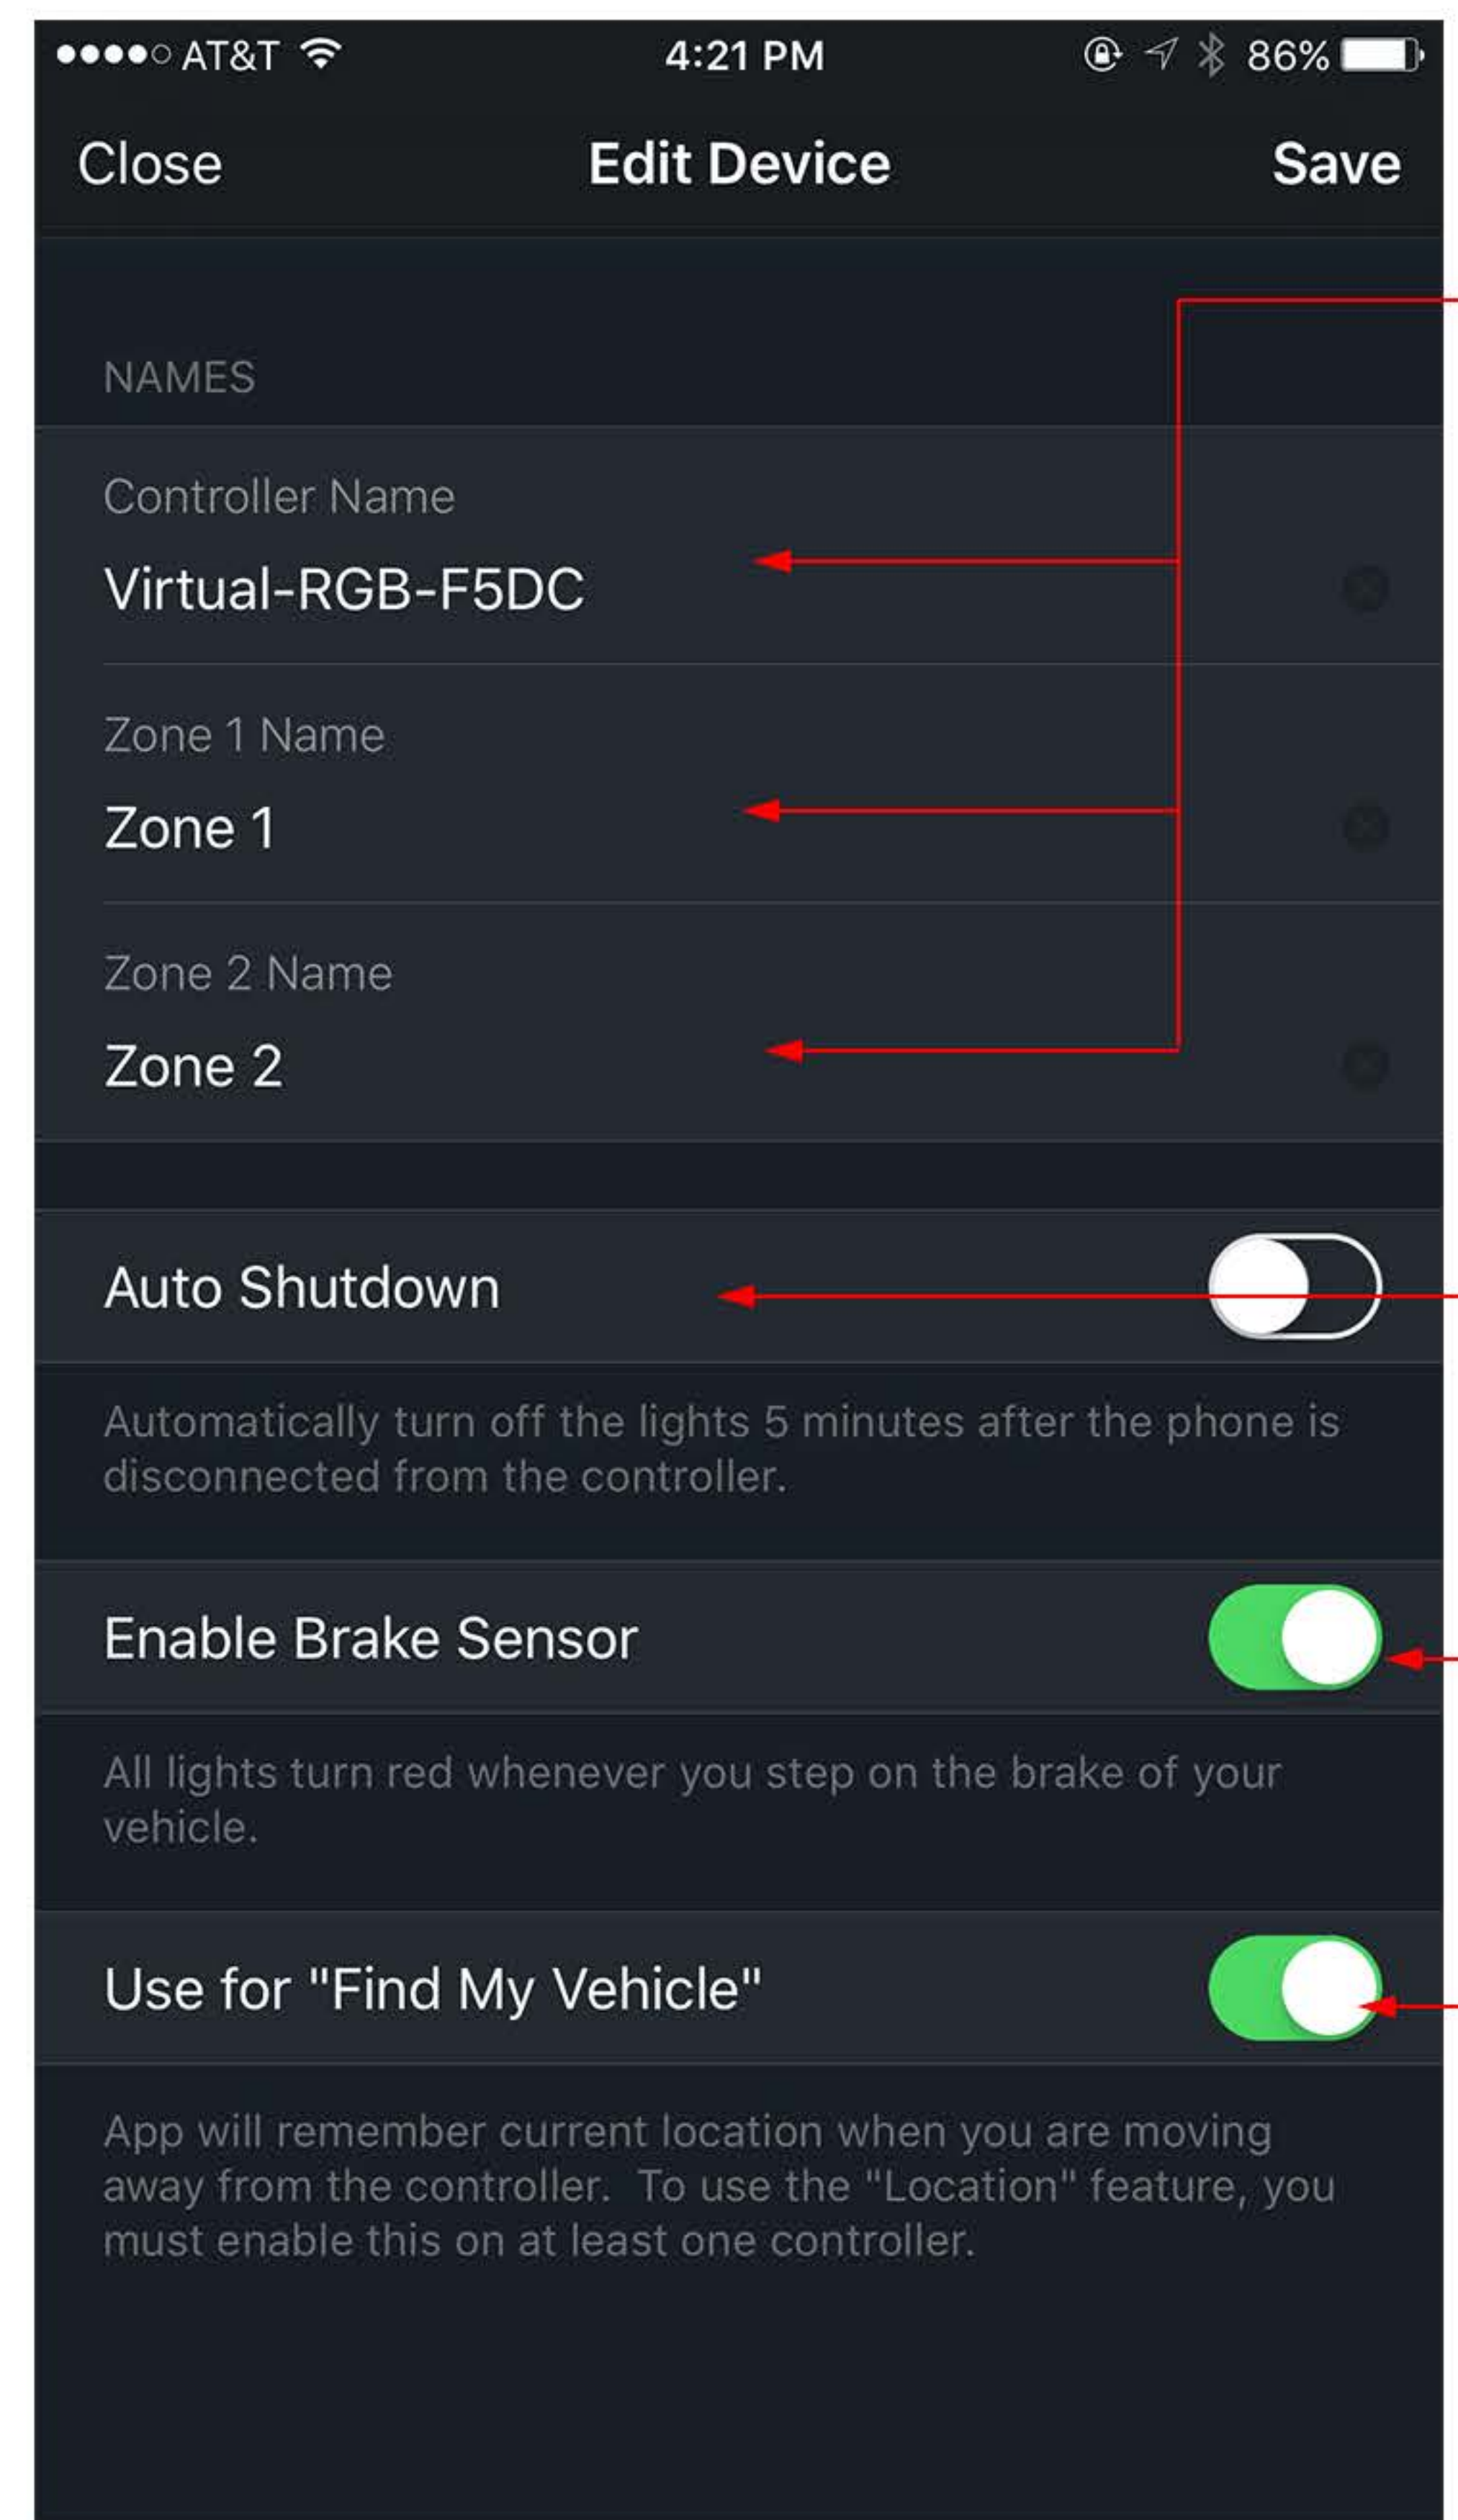 AT&T 4:21 PM 86%
Close Edit Device Save
NAMES
Controller Name
Virtual-RGB-F5DC
Zone 1 Name
Zone 1
Zone 2 Name
Zone 2
Auto Shutdown
Automatically turn off the lights 5 minutes after the phone is
disconnected from the controller.
Enable Brake Sensor
All lights turn red whenever you step on the brake of your
vehicle.
Use for "Find My Vehicle"
App will remember current location when you are moving
away from the controller.  To use the "Location" feature, you
must enable this on at least one controller.